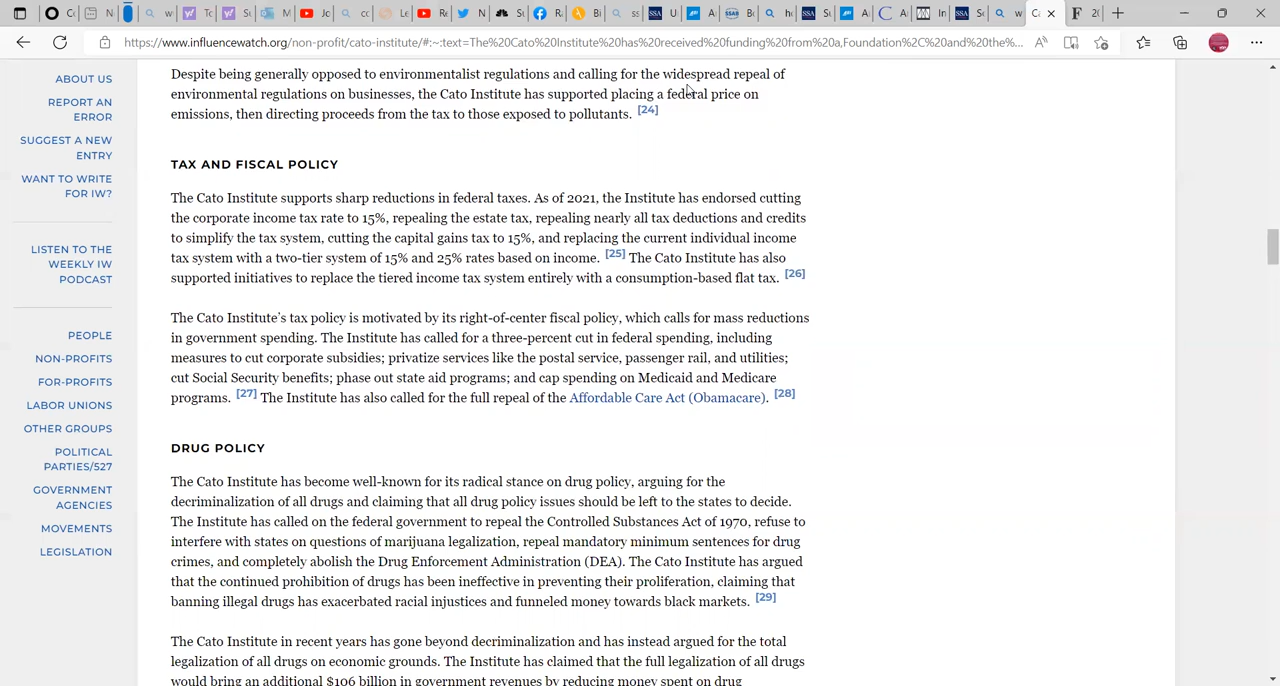 https://www.influencewatch.org/non-profit/cato-institute/#:~:text=The%20Cato%20Institute%20has%20received%20funding%20from%20a,Foundation%2C%20and%20the%...
ABOUT US
REPORT AN
ERROR
SUGGEST A NEW
ENTRY
WANT TO WRITE
FOR IW?
LISTEN TO THE
WEEKLY IW
PODCAST
PEOPLE
NON-PROFITS
FOR-PROFITS
LABOR UNIONS
OTHER GROUPS
POLITICAL
PARTIES/527
GOVERNMENT
AGENCIES
MOVEMENTS
LEGISLATION
Despite being generally opposed to environmentalist regulations and calling for the widespread repeal of
environmental regulations on businesses, the Cato Institute has supported placing a federal price on
emissions, then directing proceeds from the tax to those exposed to pollutants. [24]
TAX AND FISCAL POLICY
The Cato Institute supports sharp reductions in federal taxes. As of 2021, the Institute has endorsed cutting
the corporate income tax rate to 15%, repealing the estate tax, repealing nearly all tax deductions and credits
to simplify the tax system, cutting the capital gains tax to 15%, and replacing the current individual income
tax system with a two-tier system of 15% and 25% rates based on income. [25] The Cato Institute has also
supported initiatives to replace the tiered income tax system entirely with a consumption-based flat tax. [26]
The Cato Institute's tax policy is motivated by its right-of-center fiscal policy, which calls for mass reductions
in government spending. The Institute has called for a three-percent cut in federal spending, including
measures to cut corporate subsidies; privatize services like the postal service, passenger rail, and utilities;
cut Social Security benefits; phase out state aid programs; and cap spending on Medicaid and Medicare
programs. [27] The Institute has also called for the full repeal of the Affordable Care Act (Obamacare). [28]
DRUG POLICY
The Cato Institute has become well-known for its radical stance on drug policy, arguing for the
decriminalization of all drugs and claiming that all drug policy issues should be left to the states to decide.
The Institute has called on the federal government to repeal the Controlled Substances Act of 1970, refuse to
interfere with states on questions of marijuana legalization, repeal mandatory minimum sentences for drug
crimes, and completely abolish the Drug Enforcement Administration (DEA). The Cato Institute has argued
that the continued prohibition of drugs has been ineffective in preventing their proliferation, claiming that
banning illegal drugs has exacerbated racial injustices and funneled money towards black markets. [29]
The Cato Institute in recent years has gone beyond decriminalization and has instead argued for the total
legalization of all drugs on economic grounds. The Institute has claimed that the full legalization of all drugs
would bring an additional $106 billion in government revenues by reducing money spent on drug